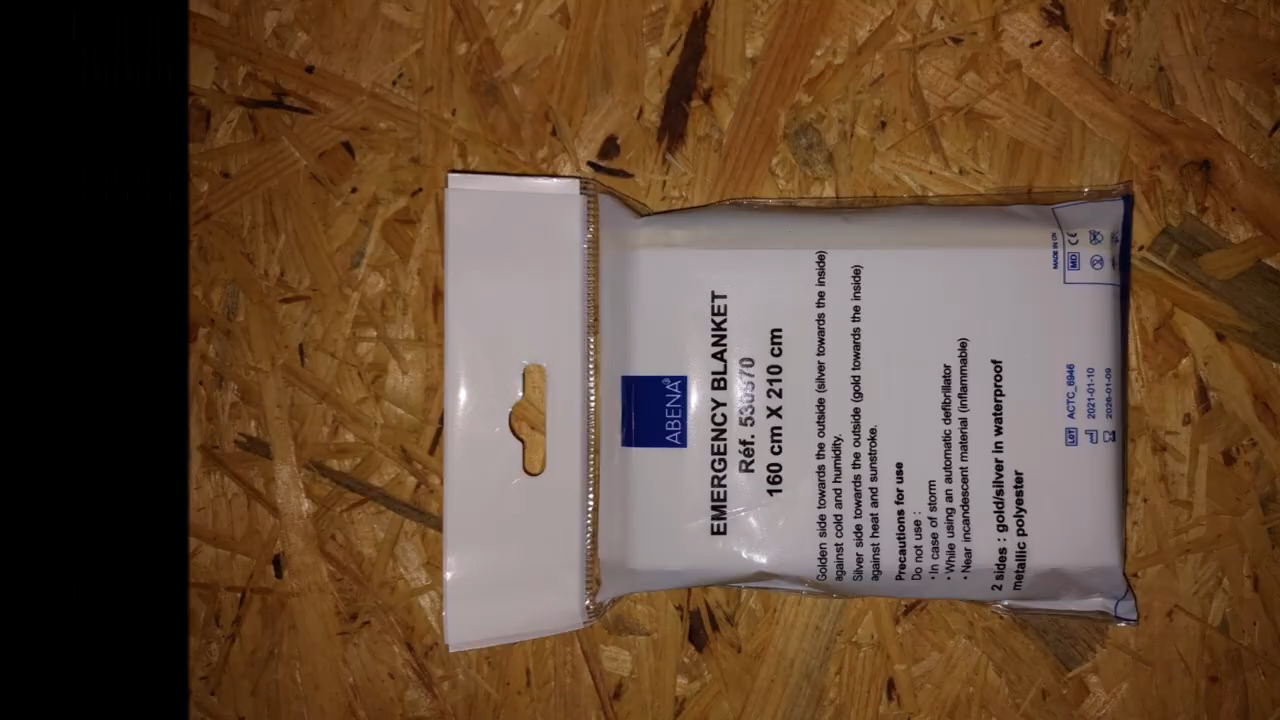 ABENA®
EMERGENCY BLANKET
Réf.
160 cm X 210 cm
Golden side towards the outside (silver towards the inside)
against cold and humidity.
Silver side towards the outside (gold towards the inside)
against heat and sunstroke.
Precautions for use
Do not use :
• In case of storm
• While using an automatic defibrillator
• Near incandescent material (inflammable)
2 sides : gold/silver in waterproof
metallic polyester
LOT ACTC_6946
2021-01-10
2026-01-09
MADE IN CN
MD CE